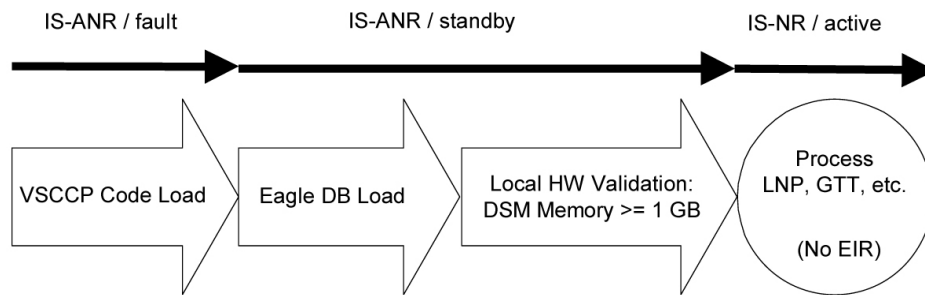 IS-ANR / fault
IS-ANR / standby
IS-NR / active
VSCCP Code Load
Eagle DB Load
Local HW Validation:
DSM Memory >= 1 GB
Process
LNP, GTT, etc.
(No EIR)